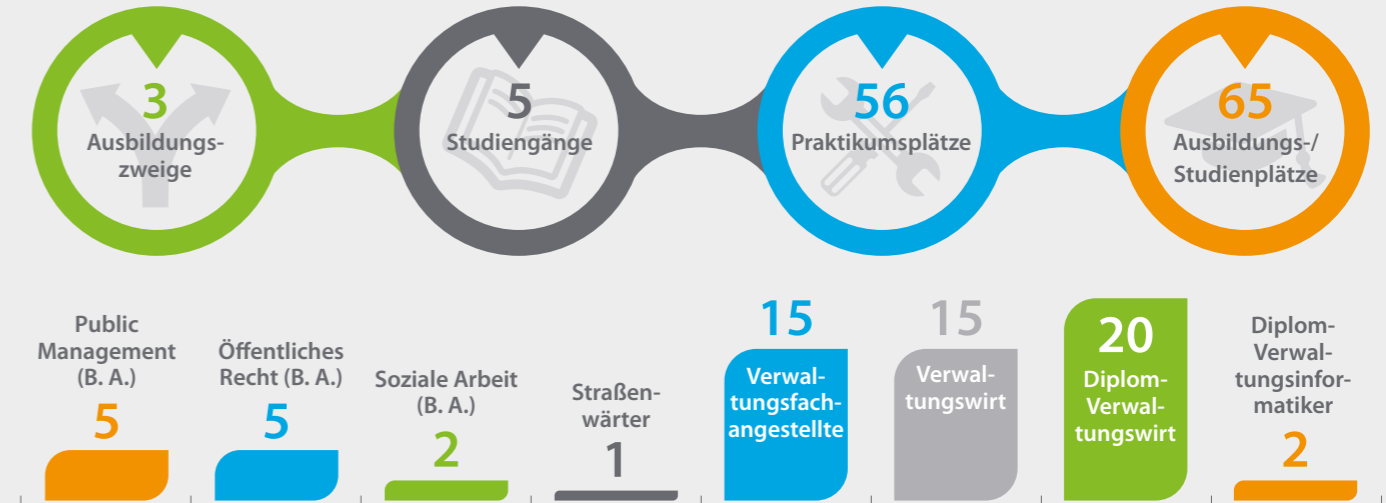 3
Ausbildungs-
zweige
5
Studiengänge
56
Praktikumsplätze
65
Ausbildungs-/
Studienplätze
Public
Management
(B. A.)
5
Öffentliches
Recht (B. A.)
5
Soziale Arbeit
(B. A.)
2
Straßen-
wärter
1
15
Verwal-
tungsfach-
angestellte
15
Verwal-
tungswirt
20
Diplom-
Verwal-
tungswirt
Diplom-
Verwal-
tungsinfor-
matiker
2